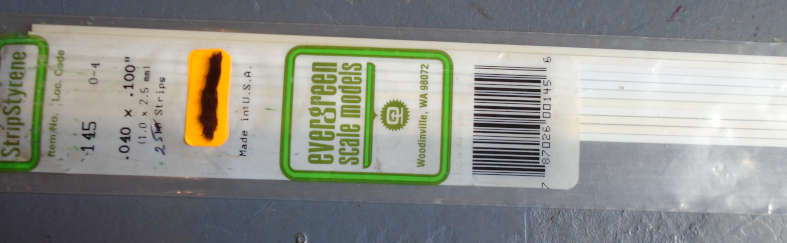 StripStyrene
Item No. Loc. Code
145 0-4
.040 x .100"
(1.0 x 2.5 mm)
Strips
Made in U.S.A.
evergreen
scale models
Woodinville, WA 98072
7 87026 00145 6